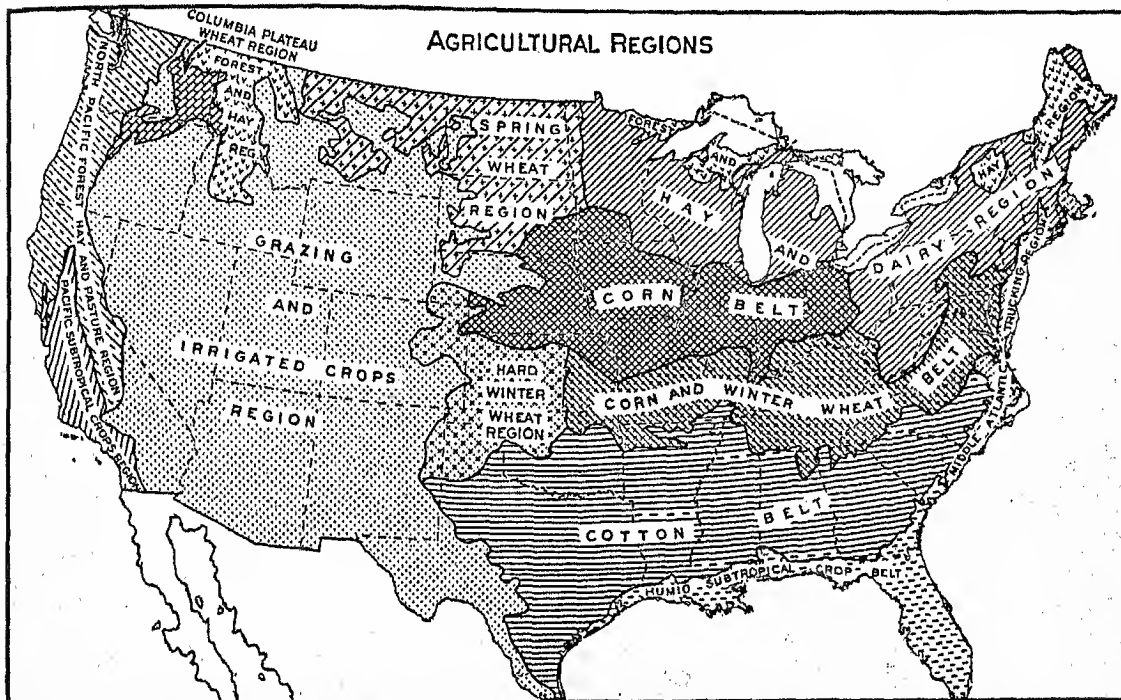 AGRICULTURAL REGIONS
COLUMBIA PLATEAU
WHEAT REGION
FOREST
AND
HAY
REG.
NORTH PACIFIC FOREST HAY AND PASTURE REGION
PACIFIC SUBTROPICAL CROP REGION
GRAZING
AND
IRRIGATED CROPS
REGION
SPRING
WHEAT
REGION
FOREST
AND
HAY
AND
DAIRY REGION
HAY
FOREST
REGION
CORN BELT
HARD
WINTER
WHEAT
REGION
CORN AND WINTER WHEAT
BELT
MIDDLE ATLANTIC TRUCKING REGION
COTTON BELT
HUMID SUBTROPICAL CROP BELT